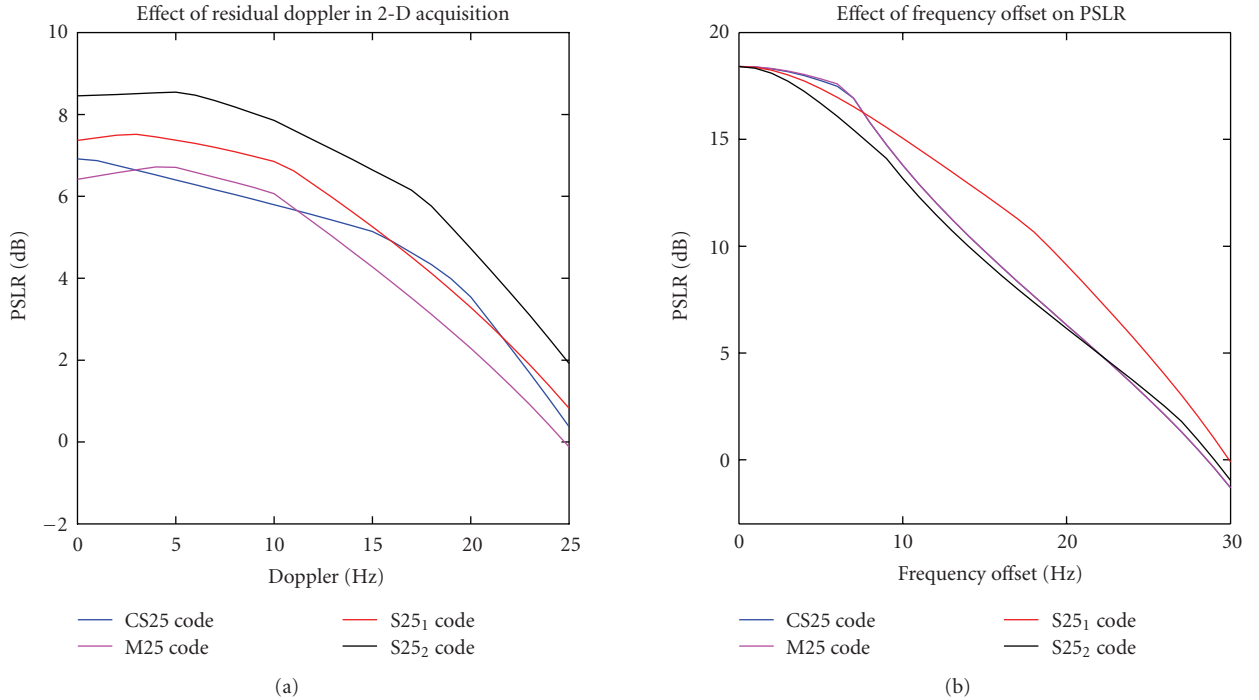 Effect of residual doppler in 2-D acquisition
10
8
6
4
2
0
−2
PSLR (dB)
0 5 10 15 20 25
Doppler (Hz)
CS25 code
M25 code
S25₁ code
S25₂ code
(a)
Effect of frequency offset on PSLR
20
15
10
5
0
PSLR (dB)
0 10 20 30
Frequency offset (Hz)
CS25 code
M25 code
S25₁ code
S25₂ code
(b)